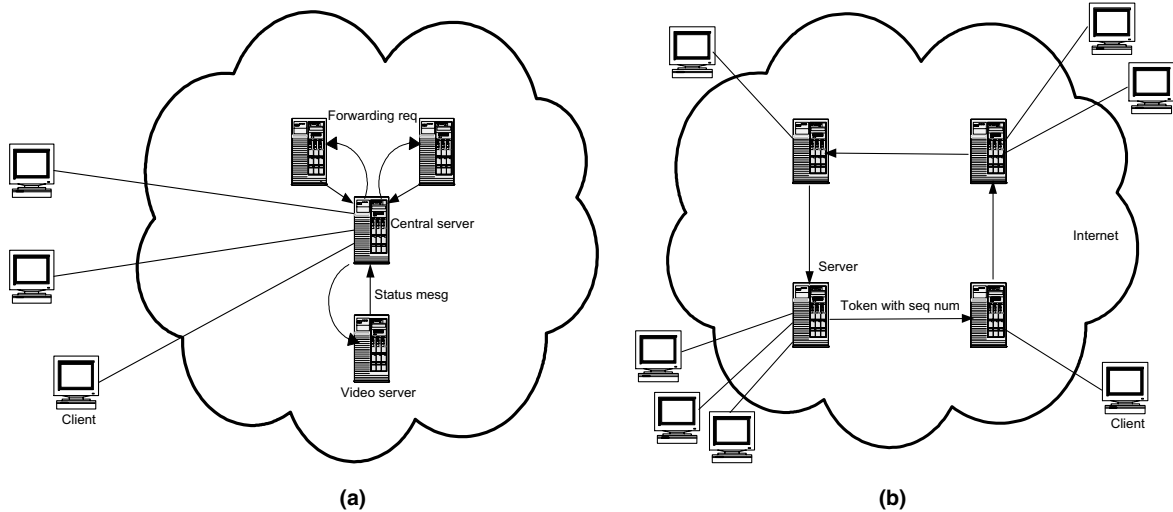 Forwarding req
Central server
Status mesg
Video server
Client
(a)
Internet
Server
Token with seq num
Client
(b)